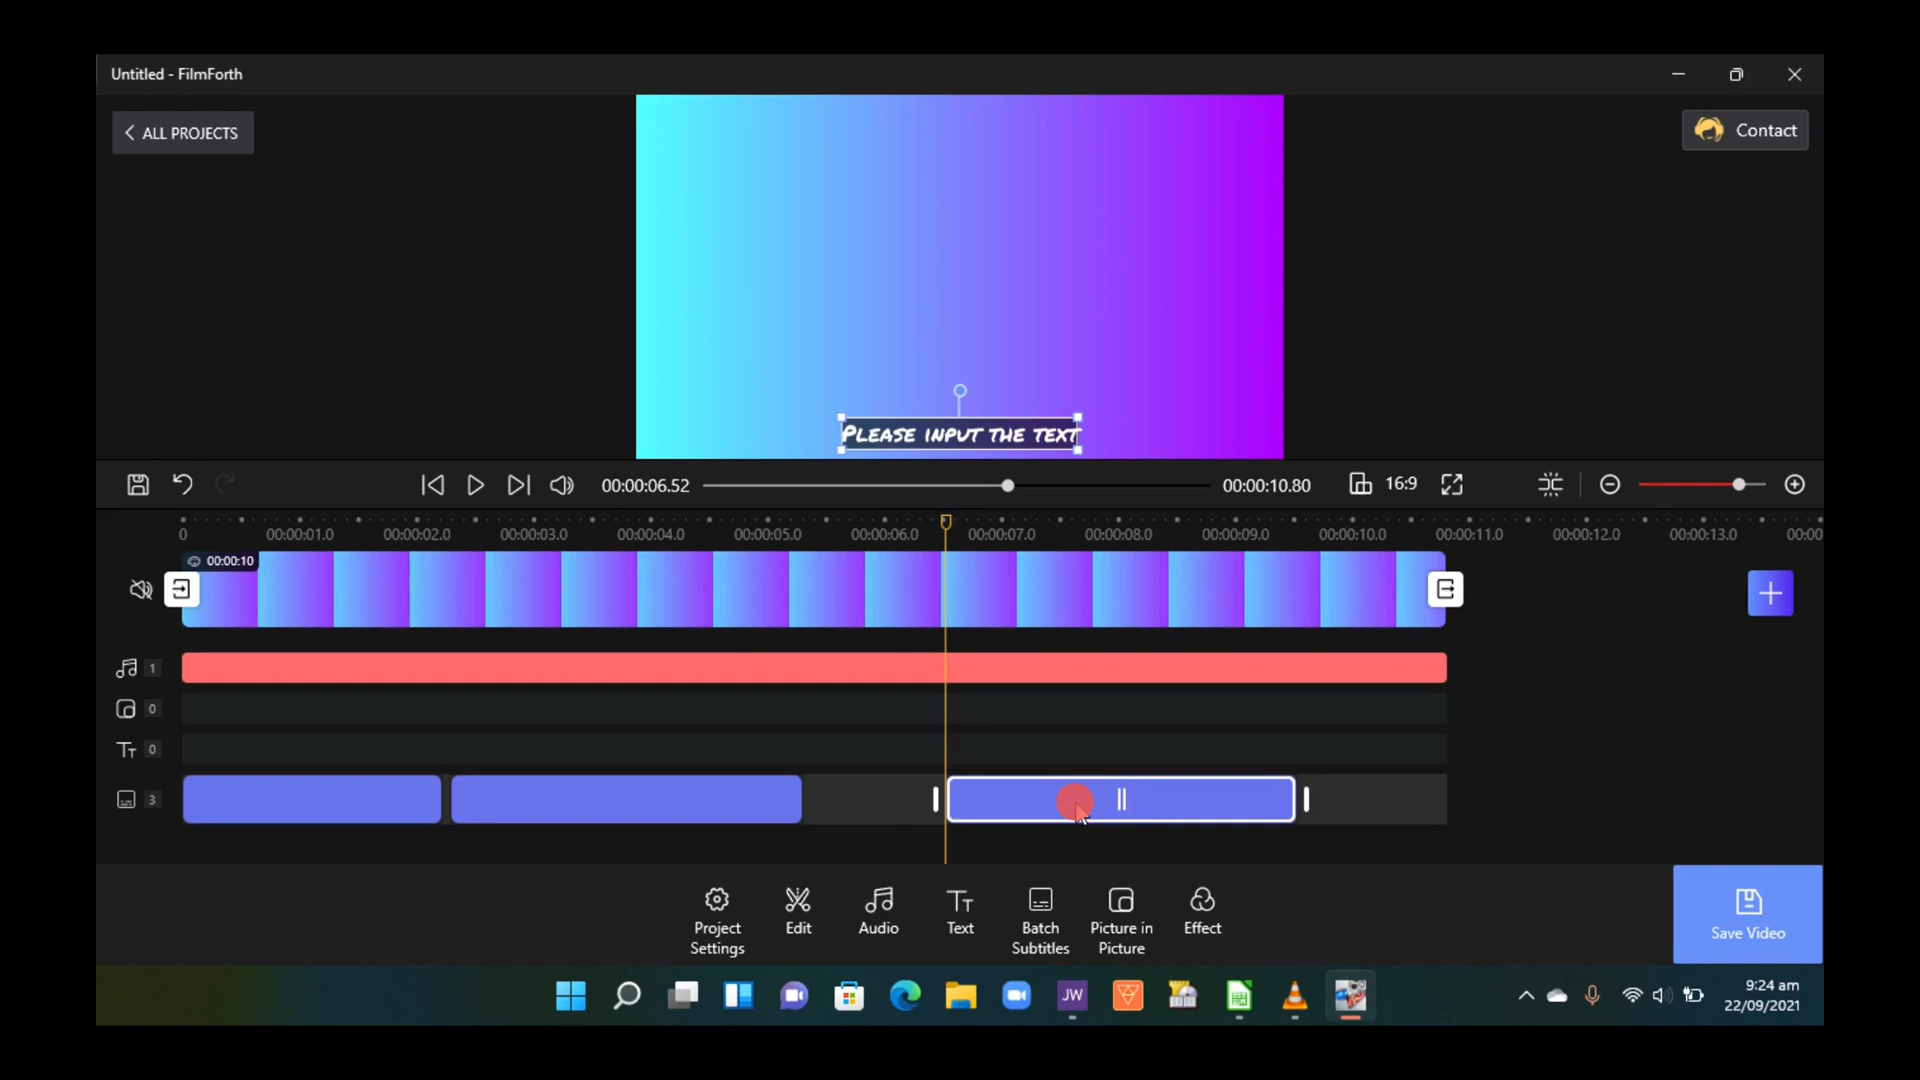 Untitled - FilmForth
ALL PROJECTS
Contact
PLEASE INPUT THE TEXT
00:00:06.52
00:00:10.80
16:9
0 00:00:01.0 00:00:02.0 00:00:03.0 00:00:04.0 00:00:05.0 00:00:06.0 00:00:07.0 00:00:08.0 00:00:09.0 00:00:10.0 00:00:11.0 00:00:12.0 00:00:13.0 00:00
00:00:10
1
0
TT 0
3
Project
Settings
Edit
Audio
TT
Text
Batch
Subtitles
Picture in
Picture
Effect
Save Video
JW
9:24 am
22/09/2021